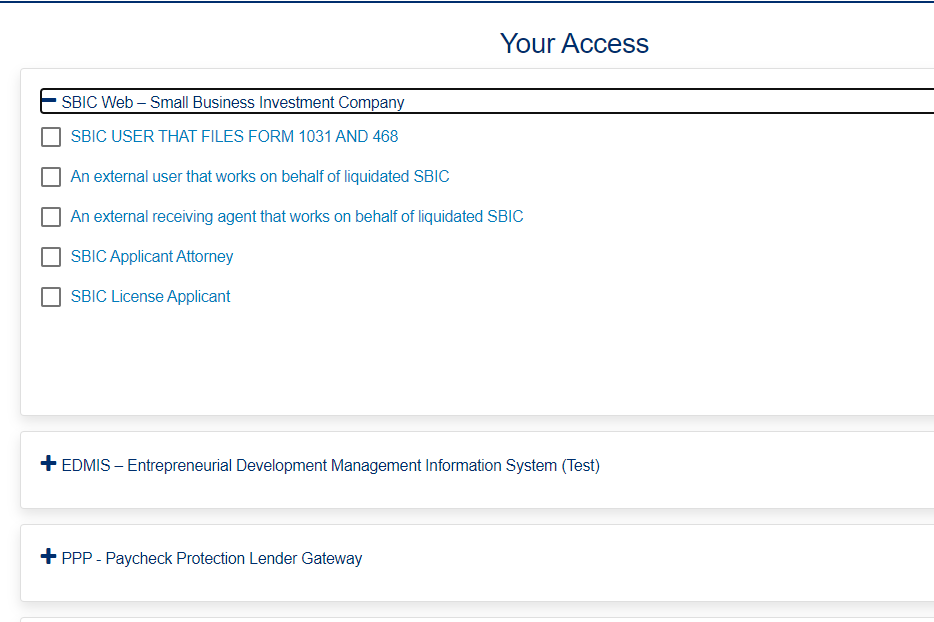 Your Access
SBIC Web – Small Business Investment Company
SBIC USER THAT FILES FORM 1031 AND 468
An external user that works on behalf of liquidated SBIC
An external receiving agent that works on behalf of liquidated SBIC
SBIC Applicant Attorney
SBIC License Applicant
EDMIS – Entrepreneurial Development Management Information System (Test)
PPP - Paycheck Protection Lender Gateway